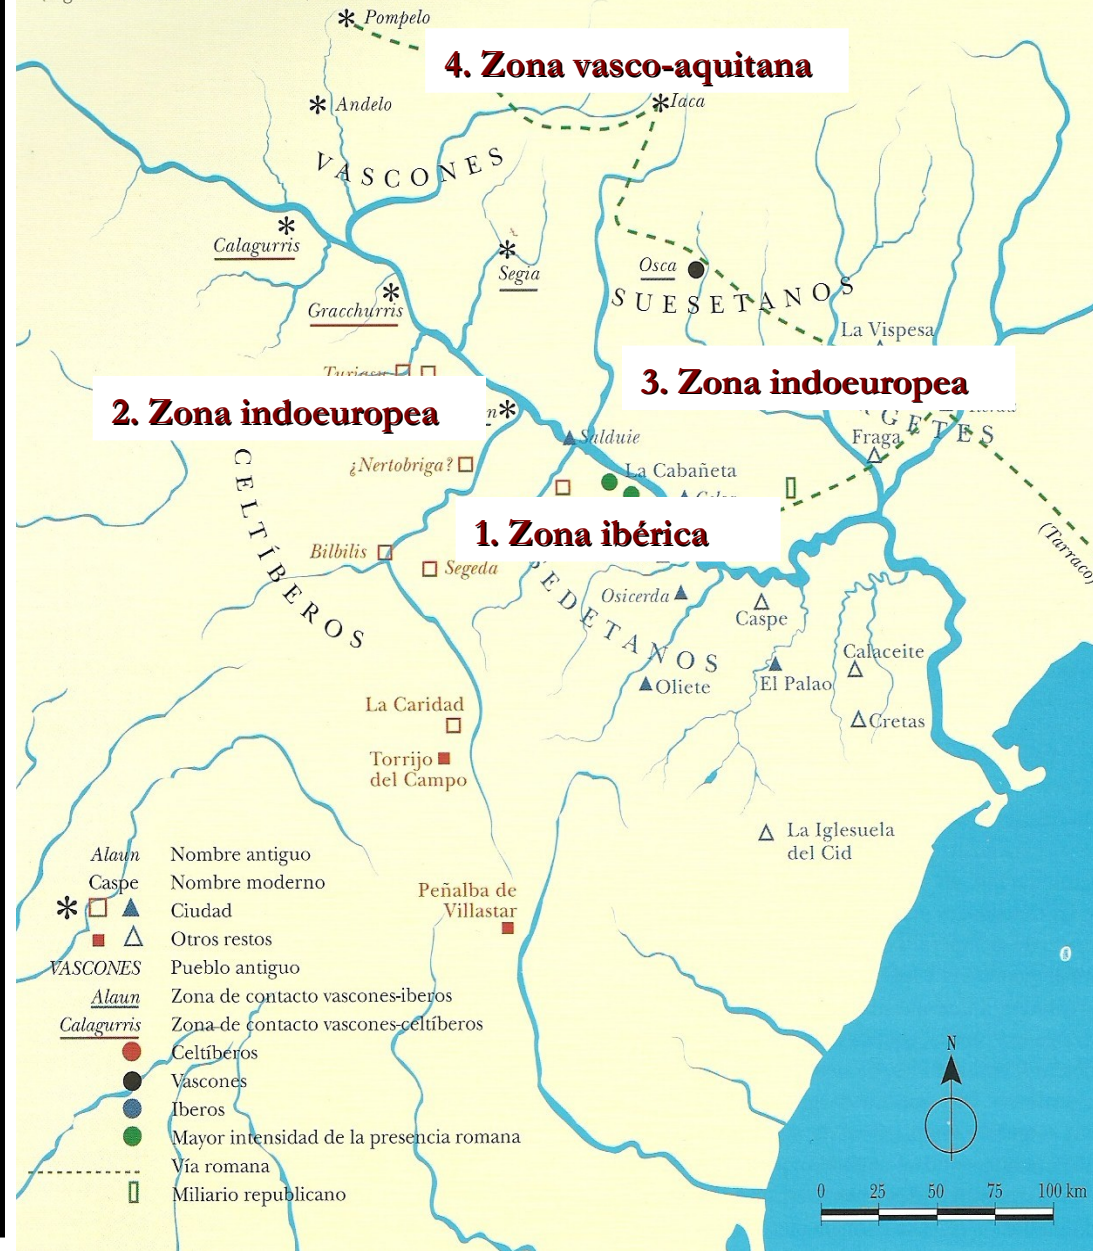 Pompelo
4. Zona vasco-aquitana
Andelo
Iaca
VASCONES
Calagurris
Segia
Osca
SUESETANOS
Gracchurris
La Vispesa
Turiasu
3. Zona indoeuropea
2. Zona indoeuropea
Salduie
GETES
Fraga
¿Nertobriga?
La Cabañeta
CELTÍBEROS
1. Zona ibérica
(Tarraco)
Bilbilis
Segeda
EDETANOS
Osicerda
Caspe
Calaceite
Oliete
El Palao
La Caridad
Cretas
Torrijo
del Campo
La Iglesuela
del Cid
Peñalba de
Villastar
Alaun Nombre antiguo
Caspe Nombre moderno
Ciudad
Otros restos
VASCONES Pueblo antiguo
Alaun Zona de contacto vascones-iberos
Calagurris Zona de contacto vascones-celtíberos
Celtíberos
Vascones
Iberos
Mayor intensidad de la presencia romana
Vía romana
Miliario republicano
N
0 25 50 75 100 km